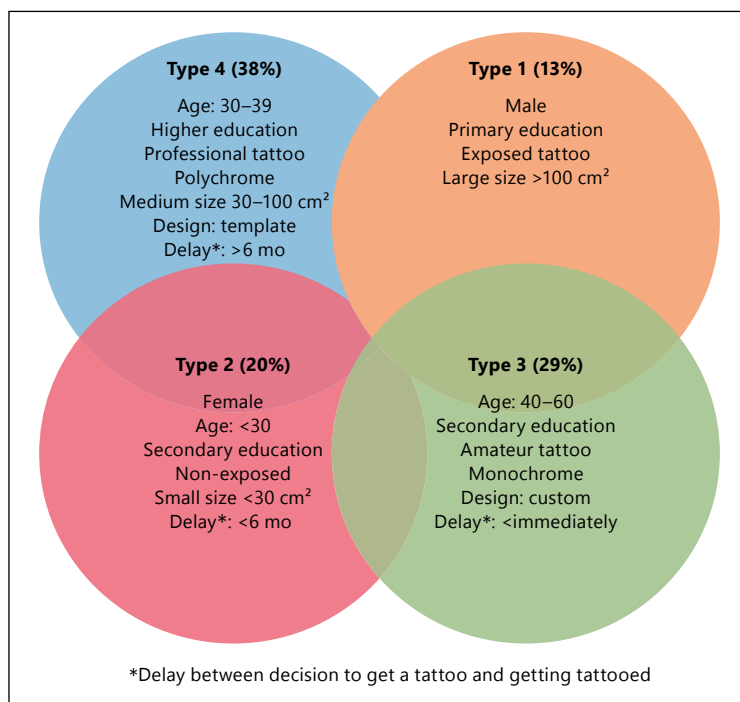 Type 4 (38%)
Age: 30–39
Higher education
Professional tattoo
Polychrome
Medium size 30–100 cm²
Design: template
Delay*: >6 mo
Type 1 (13%)
Male
Primary education
Exposed tattoo
Large size >100 cm²
Type 2 (20%)
Female
Age: <30
Secondary education
Non-exposed
Small size <30 cm²
Delay*: <6 mo
Type 3 (29%)
Age: 40–60
Secondary education
Amateur tattoo
Monochrome
Design: custom
Delay*: <immediately
*Delay between decision to get a tattoo and getting tattooed